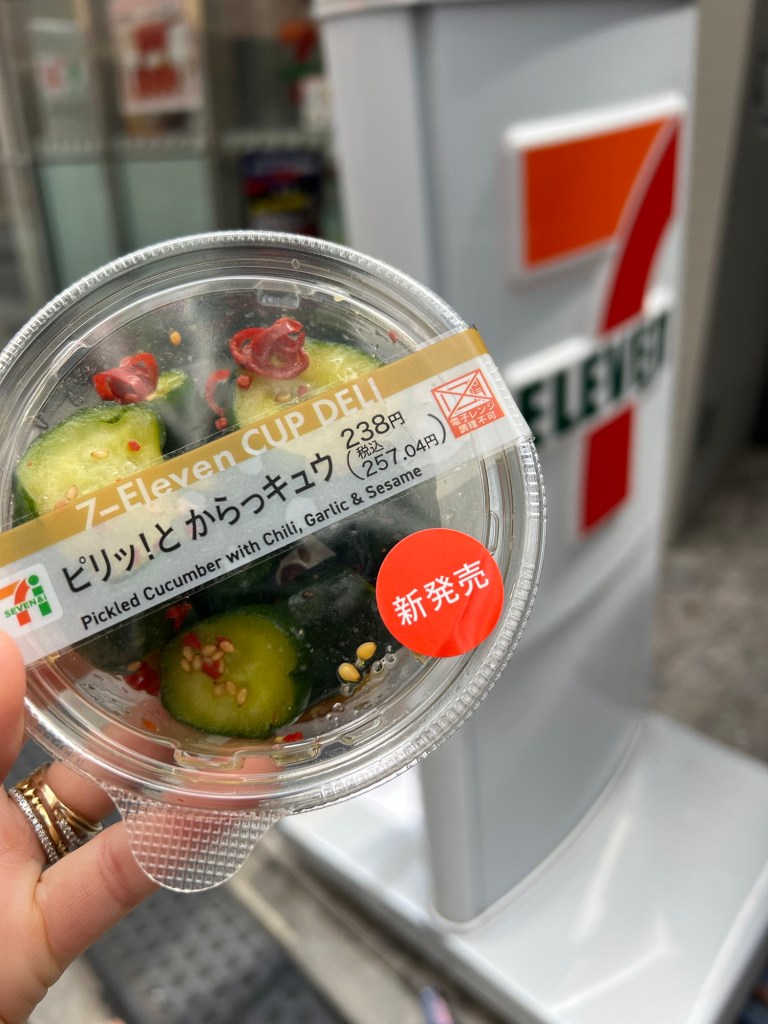 7-Eleven CUP DELI
ピリッ!と からっキュウ
238円
税込
(257.04円)
Pickled Cucumber with Chili, Garlic & Sesame
電子レンジ
調理不可
SEVEN&i
新発売
ELEVEN